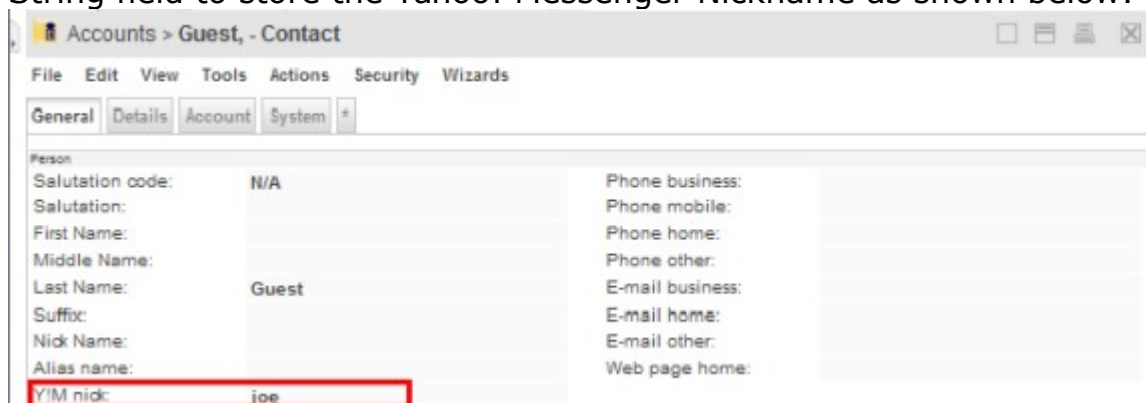 String field to store the Yahoo! Messenger Nickname as shown below:
Accounts > Guest, - Contact
File Edit View Tools Actions Security Wizards
General Details Account System +
Person
Salutation code: N/A
Salutation:
First Name:
Middle Name:
Last Name: Guest
Suffix:
Nick Name:
Alias name:
Y!M nick: joe
Phone business:
Phone mobile:
Phone home:
Phone other:
E-mail business:
E-mail home:
E-mail other:
Web page home: